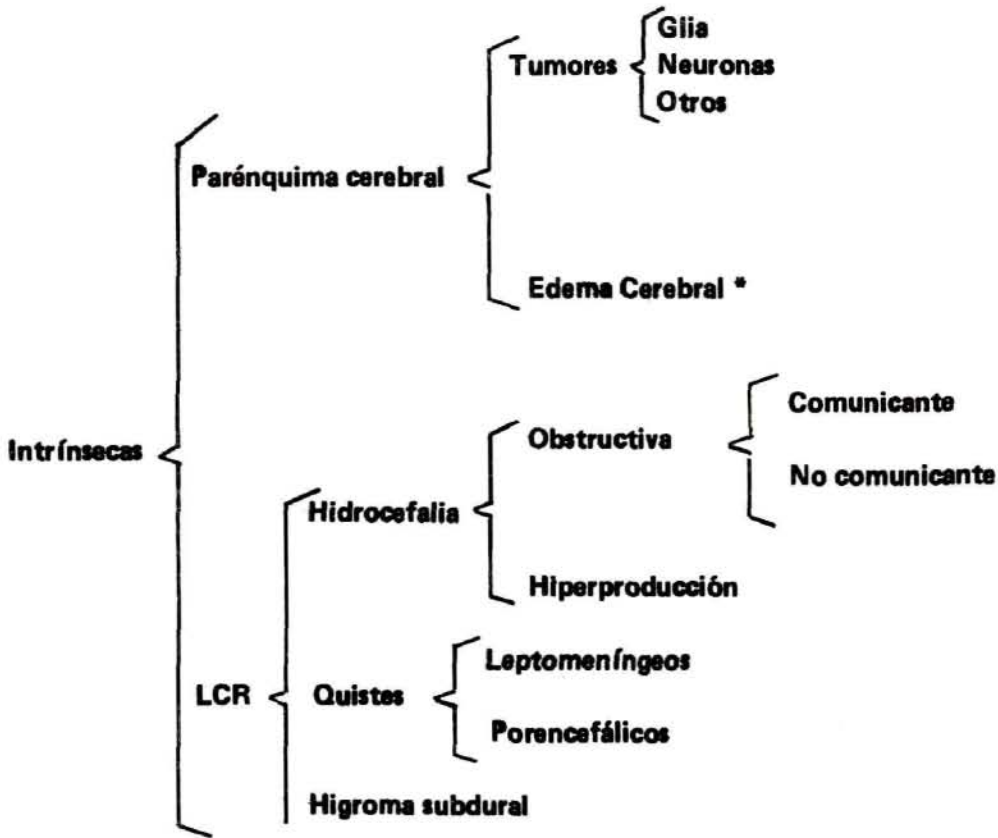 Glia
Tumores
Neuronas
Otros
Parénquima cerebral
Edema Cerebral *
Comunicante
Obstructiva
Intrínsecas
No comunicante
Hidrocefalia
Hiperproducción
Leptomeníngeos
LCR
Quistes
Porencefálicos
Higroma subdural